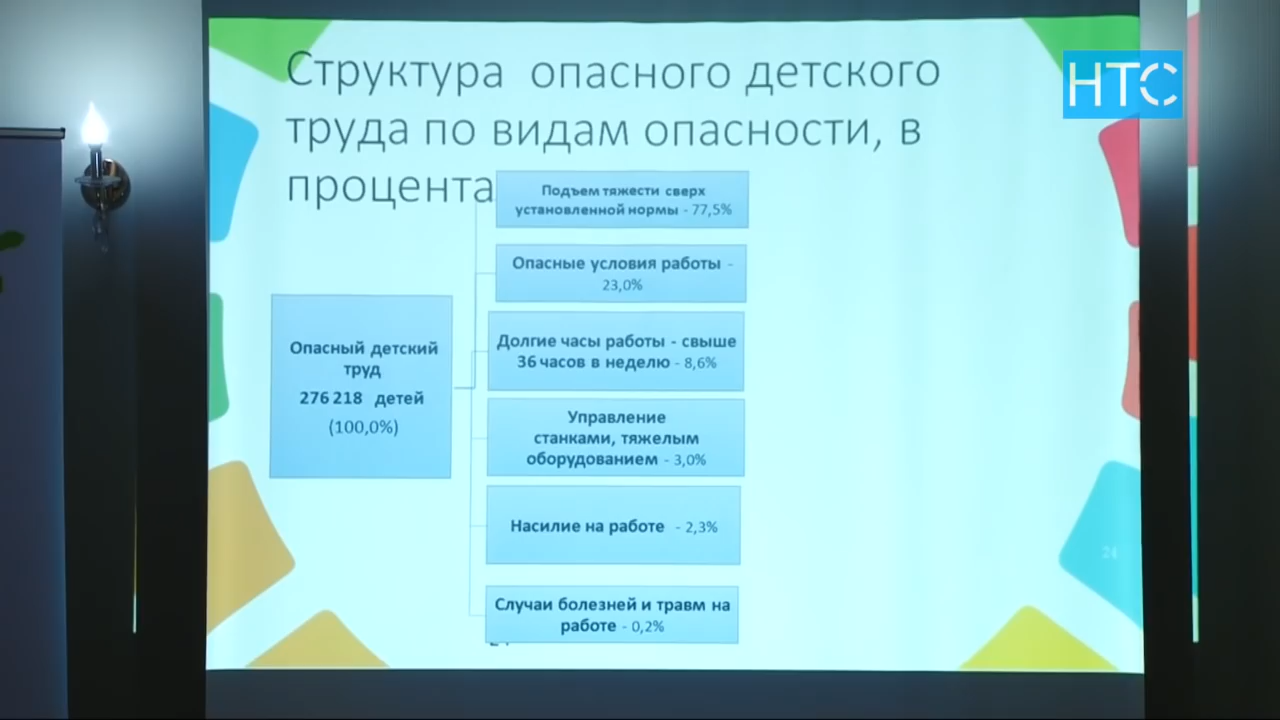 Структура опасного детского
труда по видам опасности, в
процента
НТС
Подъем тяжести сверх
установленной нормы - 77,5%
Опасные условия работы -
23,0%
Долгие часы работы - свыше
36 часов в неделю - 8,6%
Опасный детский
труд
276 218 детей
(100,0%)
Управление
станками, тяжелым
оборудованием - 3,0%
Насилие на работе - 2,3%
24
Случаи болезней и травм на
работе - 0,2%